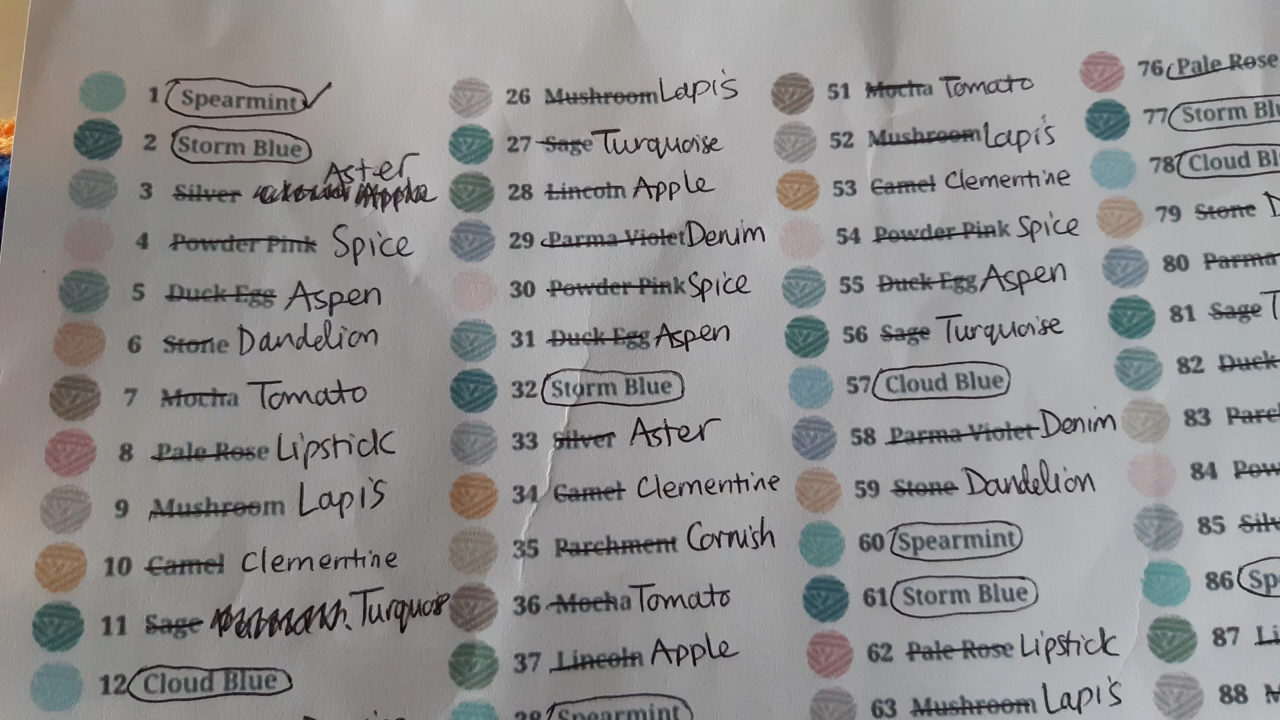 1 Spearmint ✓
2 Storm Blue
3 Silver Aster
4 Powder Pink Spice
5 Duck Egg Aspen
6 Stone Dandelion
7 Mocha Tomato
8 Pale Rose Lipstick
9 Mushroom Lapis
10 Camel Clementine
11 Sage Turquose
12 Cloud Blue
26 Mushroom Lapis
27 Sage Turquoise
28 Lincoln Apple
29 Parma Violet Denim
30 Powder Pink Spice
31 Duck Egg Aspen
32 Storm Blue
33 Silver Aster
34 Camel Clementine
35 Parchment Cornish
36 Mocha Tomato
37 Lincoln Apple
38 Spearmint
51 Mocha Tomato
52 Mushroom Lapis
53 Camel Clementine
54 Powder Pink Spice
55 Duck Egg Aspen
56 Sage Turquoise
57 Cloud Blue
58 Parma Violet Denim
59 Stone Dandelion
60 Spearmint
61 Storm Blue
62 Pale Rose Lipstick
63 Mushroom Lapis
76 Pale Rose
77 Storm Blu
78 Cloud Bl
79 Stone D
80 Parma
81 Sage T
82 Duck
83 Parc
84 Pow
85 Silv
86 Sp
87 Li
88 M